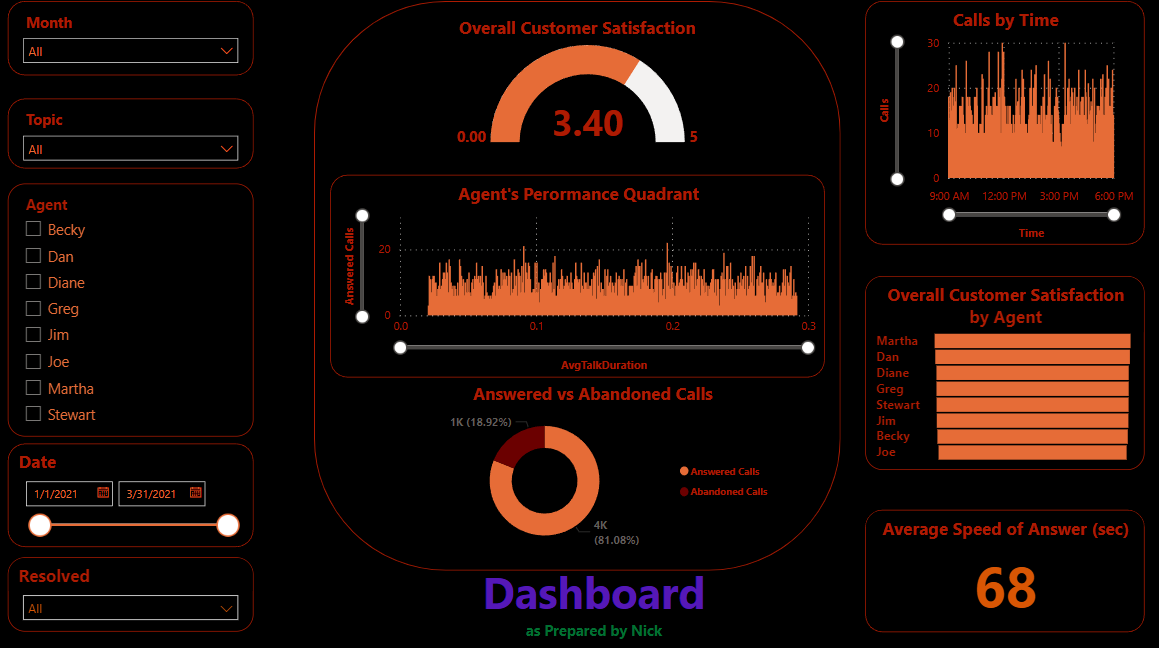 Month
All
Topic
All
Agent
Becky
Dan
Diane
Greg
Jim
Joe
Martha
Stewart
Date
1/1/2021
3/31/2021
Resolved
All
Overall Customer Satisfaction
3.40
0.00
5
Agent's Perormance Quadrant
Answered Calls
20
0
0.0
0.1
0.2
0.3
AvgTalkDuration
Answered vs Abandoned Calls
1K (18.92%)
4K
(81.08%)
Answered Calls
Abandoned Calls
Dashboard
as Prepared by Nick
Calls by Time
Calls
30
20
10
0
9:00 AM
12:00 PM
3:00 PM
6:00 PM
Time
Overall Customer Satisfaction
by Agent
Martha
Dan
Diane
Greg
Stewart
Jim
Becky
Joe
Average Speed of Answer (sec)
68